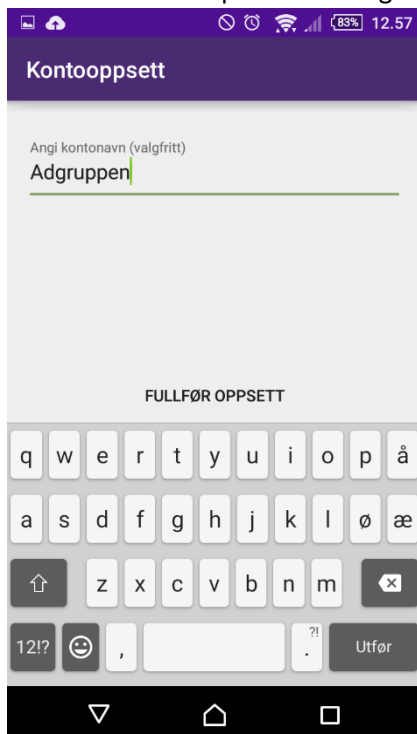 83% 12.57
Kontooppsett
Angi kontonavn (valgfritt)
Adgruppen
FULLFØR OPPSETT
q w e r t y u i o p å
a s d f g h j k l ø æ
z x c v b n m
12!? , . ?! Utfør